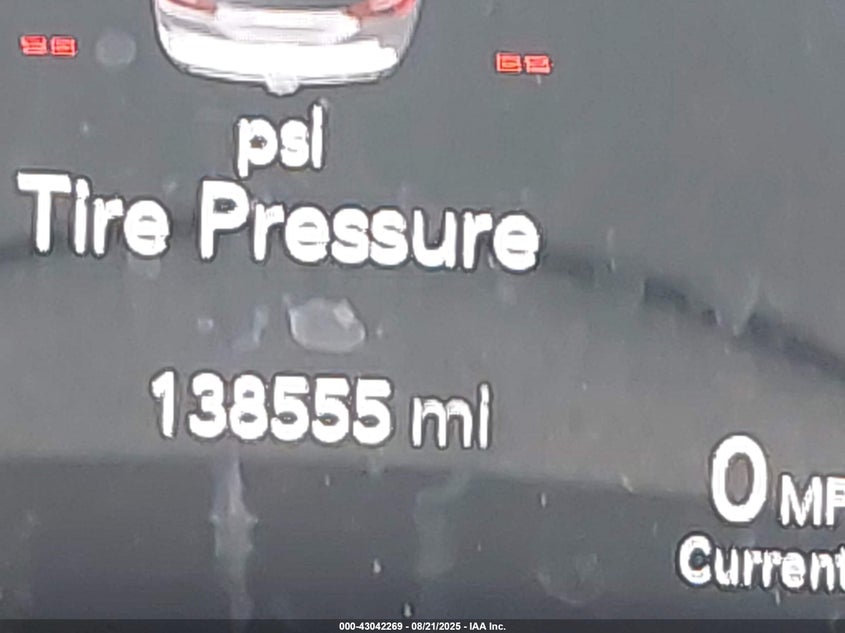 psi
Tire Pressure
138555 mi
0 MP
Current
000-43042269 - 08/21/2025 - IAA Inc.